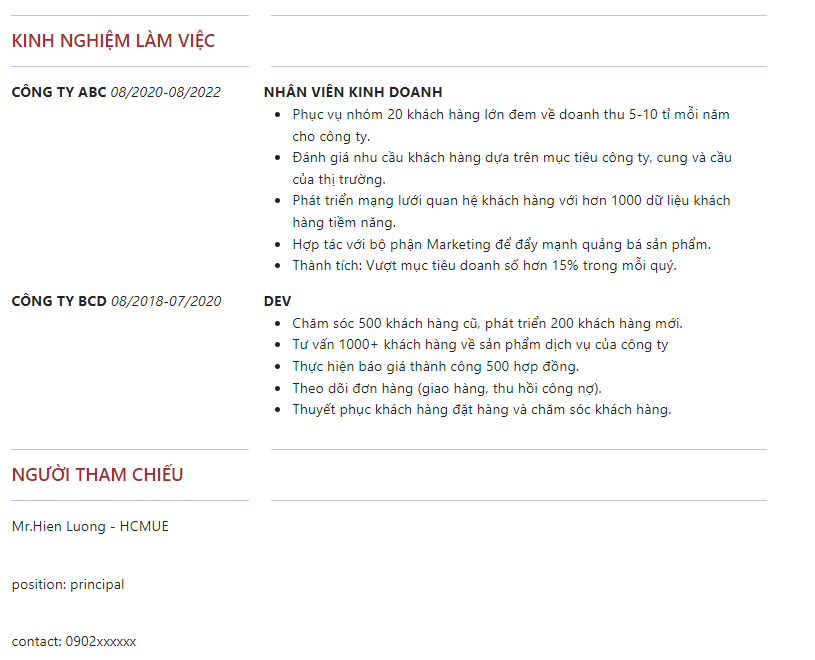 KINH NGHIỆM LÀM VIỆC
CÔNG TY ABC 08/2020-08/2022
NHÂN VIÊN KINH DOANH
Phục vụ nhóm 20 khách hàng lớn đem về doanh thu 5-10 tỉ mỗi năm
cho công ty.
Đánh giá nhu cầu khách hàng dựa trên mục tiêu công ty, cung và cầu
của thị trường.
Phát triển mạng lưới quan hệ khách hàng với hơn 1000 dữ liệu khách
hàng tiềm năng.
Hợp tác với bộ phận Marketing để đẩy mạnh quảng bá sản phẩm.
Thành tích: Vượt mục tiêu doanh số hơn 15% trong mỗi quý.
CÔNG TY BCD 08/2018-07/2020
DEV
Chăm sóc 500 khách hàng cũ, phát triển 200 khách hàng mới.
Tư vấn 1000+ khách hàng về sản phẩm dịch vụ của công ty
Thực hiện báo giá thành công 500 hợp đồng.
Theo dõi đơn hàng (giao hàng, thu hồi công nợ).
Thuyết phục khách hàng đặt hàng và chăm sóc khách hàng.
NGƯỜI THAM CHIẾU
Mr.Hien Luong - HCMUE
position: principal
contact: 0902xxxxxx